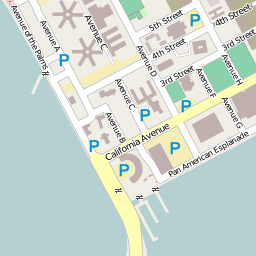 5th Street
4th Street
4th Street
3rd Street
3rd Street
Avenue of the Palms
Avenue A
Avenue C
Avenue D
Avenue C
Avenue H
Avenue F
Avenue B
Avenue G
California Avenue
Pan American Esplanade
P
P
P
P
P
P
P